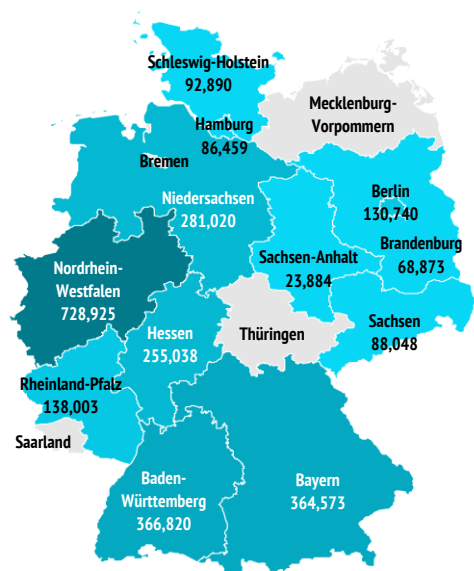 Schleswig-Holstein
92,890
Mecklenburg-
Vorpommern
Hamburg
86,459
Bremen
Niedersachsen
281,020
Berlin
130,740
Brandenburg
68,873
Sachsen-Anhalt
23,884
Nordrhein-
Westfalen
728,925
Hessen
255,038
Thüringen
Sachsen
88,048
Rheinland-Pfalz
138,003
Saarland
Baden-
Württemberg
366,820
Bayern
364,573